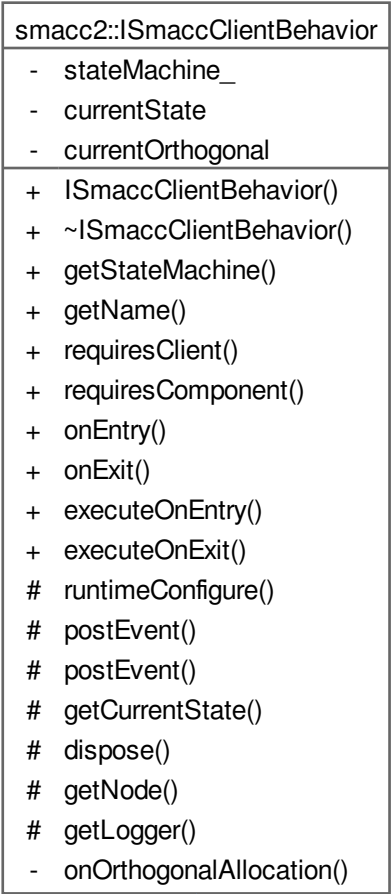 smacc2::ISmaccClientBehavior
- stateMachine_
- currentState
- currentOrthogonal
+ ISmaccClientBehavior()
+ ~ISmaccClientBehavior()
+ getStateMachine()
+ getName()
+ requiresClient()
+ requiresComponent()
+ onEntry()
+ onExit()
+ executeOnEntry()
+ executeOnExit()
# runtimeConfigure()
# postEvent()
# postEvent()
# getCurrentState()
# dispose()
# getNode()
# getLogger()
- onOrthogonalAllocation()